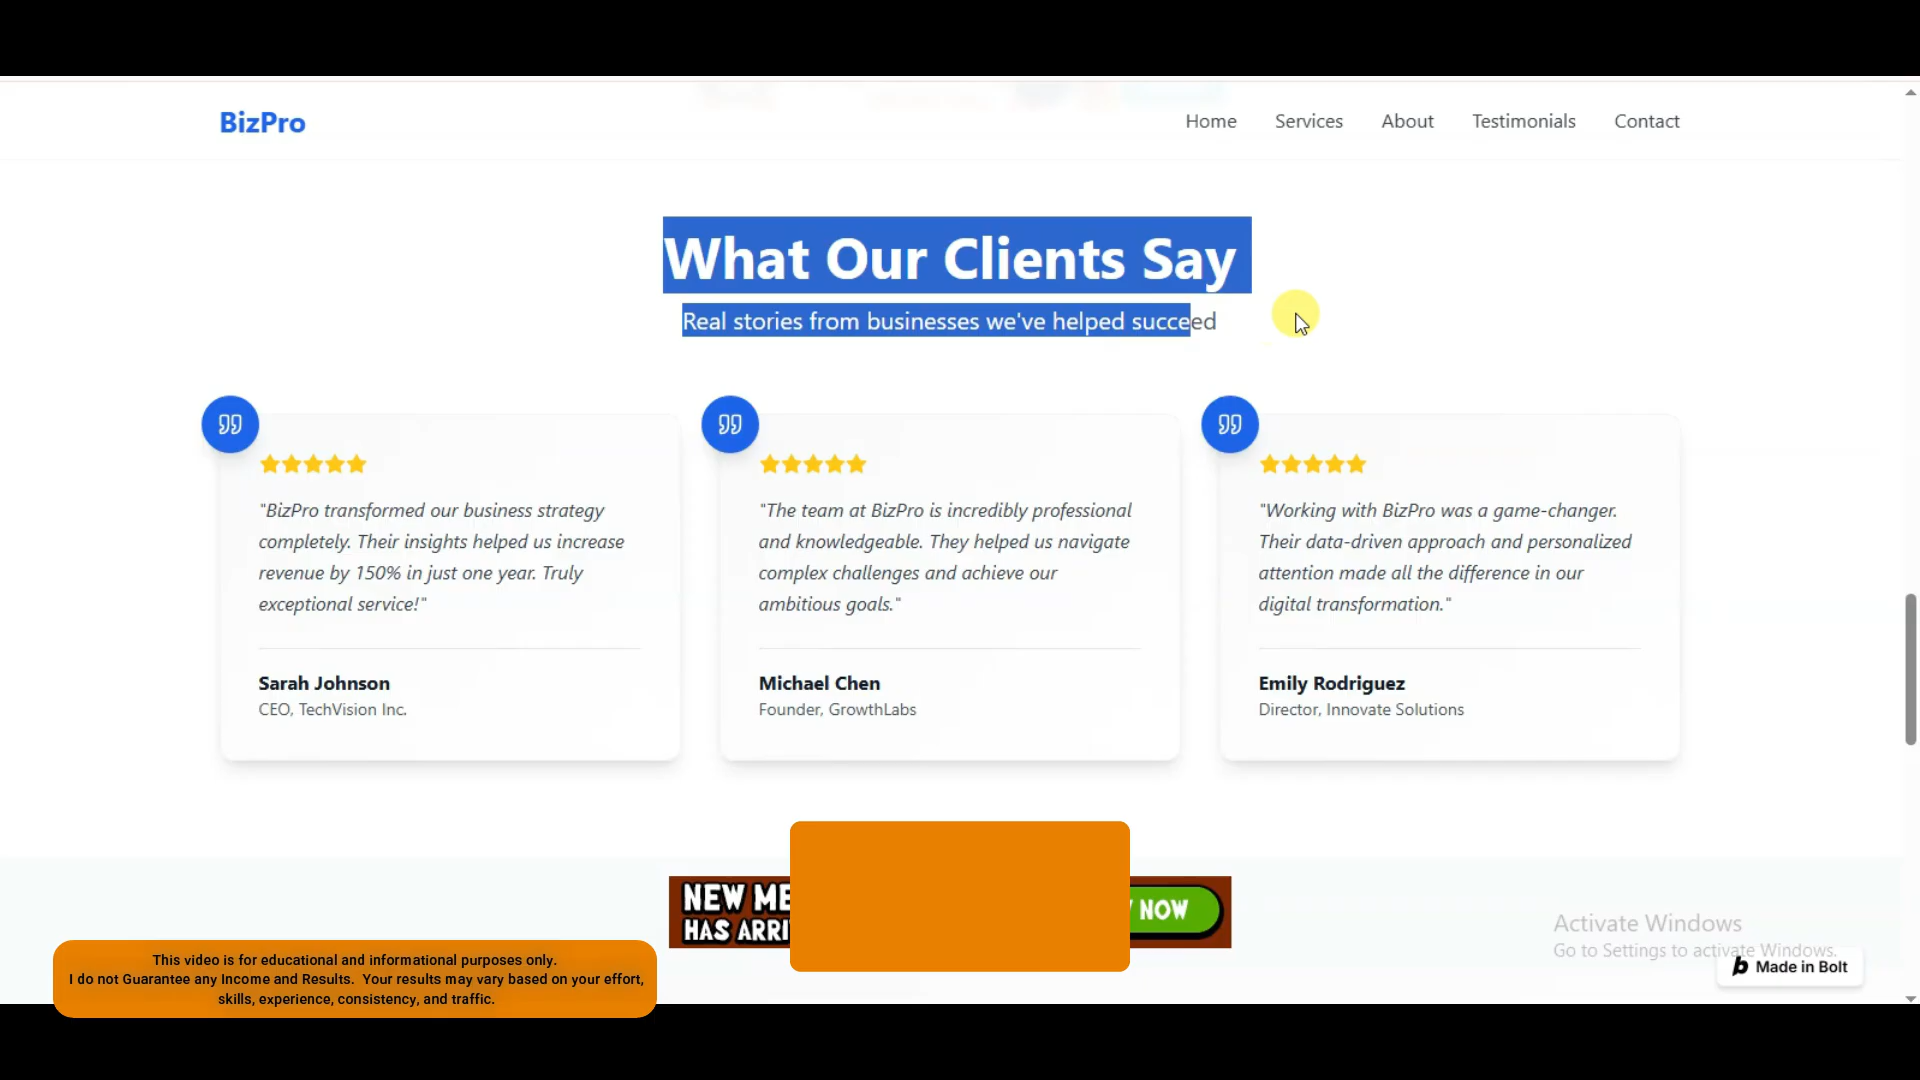 BizPro
Home Services About Testimonials Contact
What Our Clients Say
Real stories from businesses we've helped succeed
"BizPro transformed our business strategy
completely. Their insights helped us increase
revenue by 150% in just one year. Truly
exceptional service!"
Sarah Johnson
CEO, TechVision Inc.
"The team at BizPro is incredibly professional
and knowledgeable. They helped us navigate
complex challenges and achieve our
ambitious goals."
Michael Chen
Founder, GrowthLabs
"Working with BizPro was a game-changer.
Their data-driven approach and personalized
attention made all the difference in our
digital transformation."
Emily Rodriguez
Director, Innovate Solutions
NEW
HAS
NOW
Activate Windows
Go to Settings to activate Windows.
Made in Bolt
This video is for educational and informational purposes only.
I do not Guarantee any Income and Results. Your results may vary based on your effort,
skills, experience, consistency, and traffic.